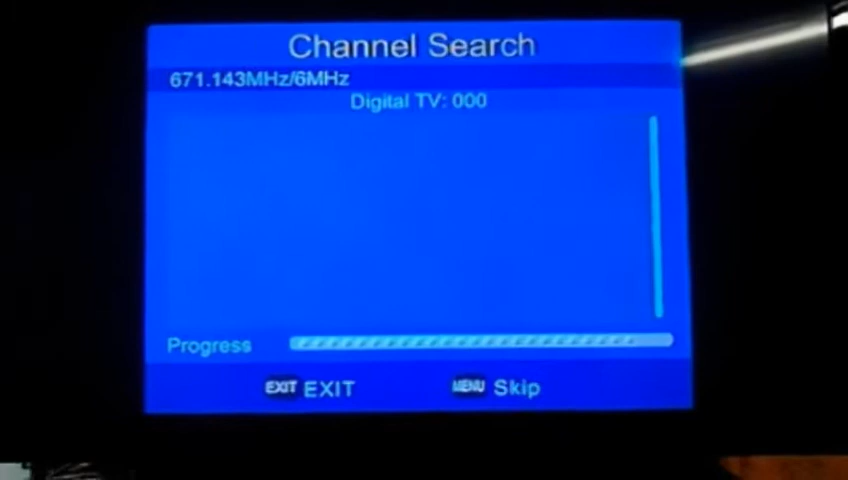 Channel Search
671.143MHz/6MHz
Digital TV: 000
Progress
EXIT EXIT MENU Skip